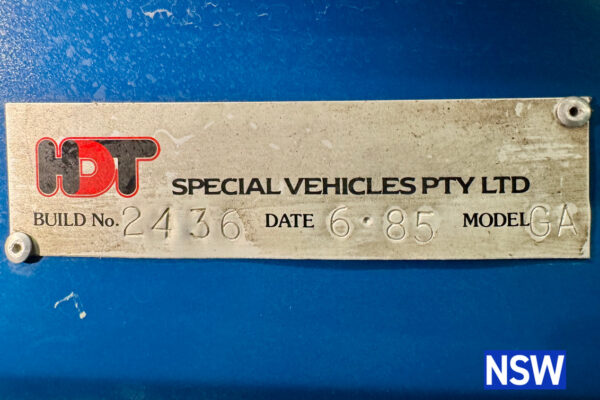 HDT
SPECIAL VEHICLES PTY LTD
BUILD No. 2436 DATE 6·85 MODEL GA
NSW